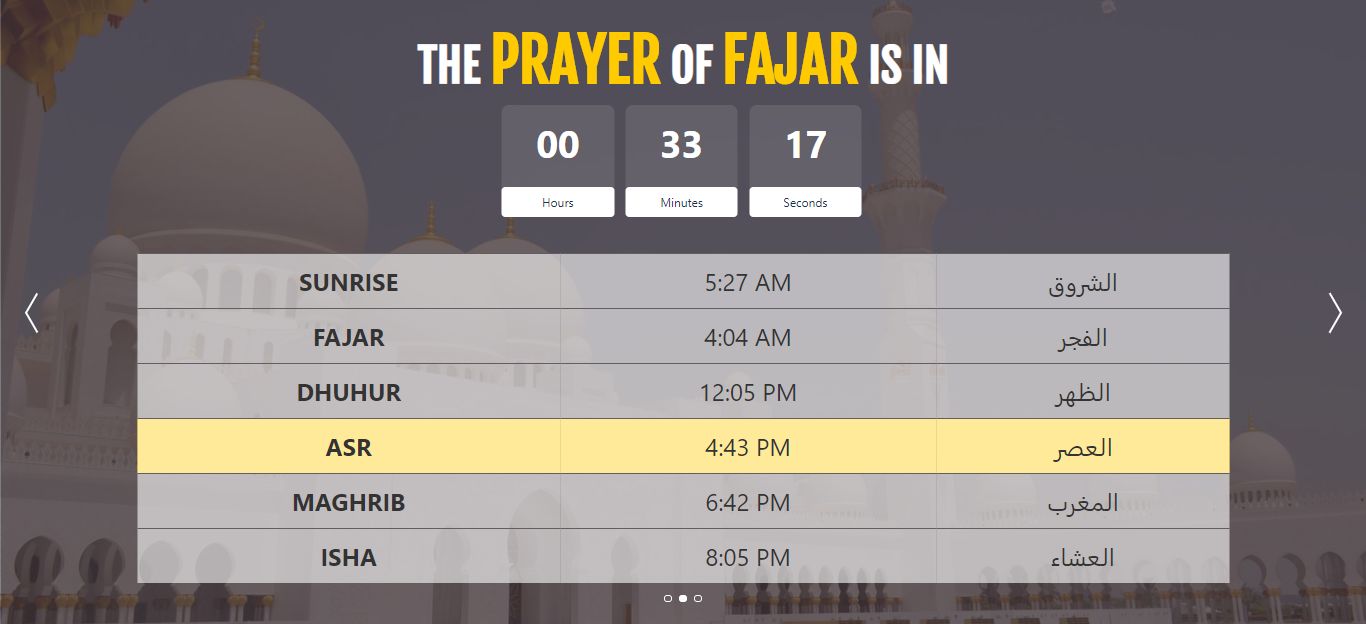 THE PRAYER OF FAJAR IS IN
00 33 17
Hours Minutes Seconds
SUNRISE 5:27 AM الشروق
FAJAR 4:04 AM الفجر
DHUHUR 12:05 PM الظهر
ASR 4:43 PM العصر
MAGHRIB 6:42 PM المغرب
ISHA 8:05 PM العشاء